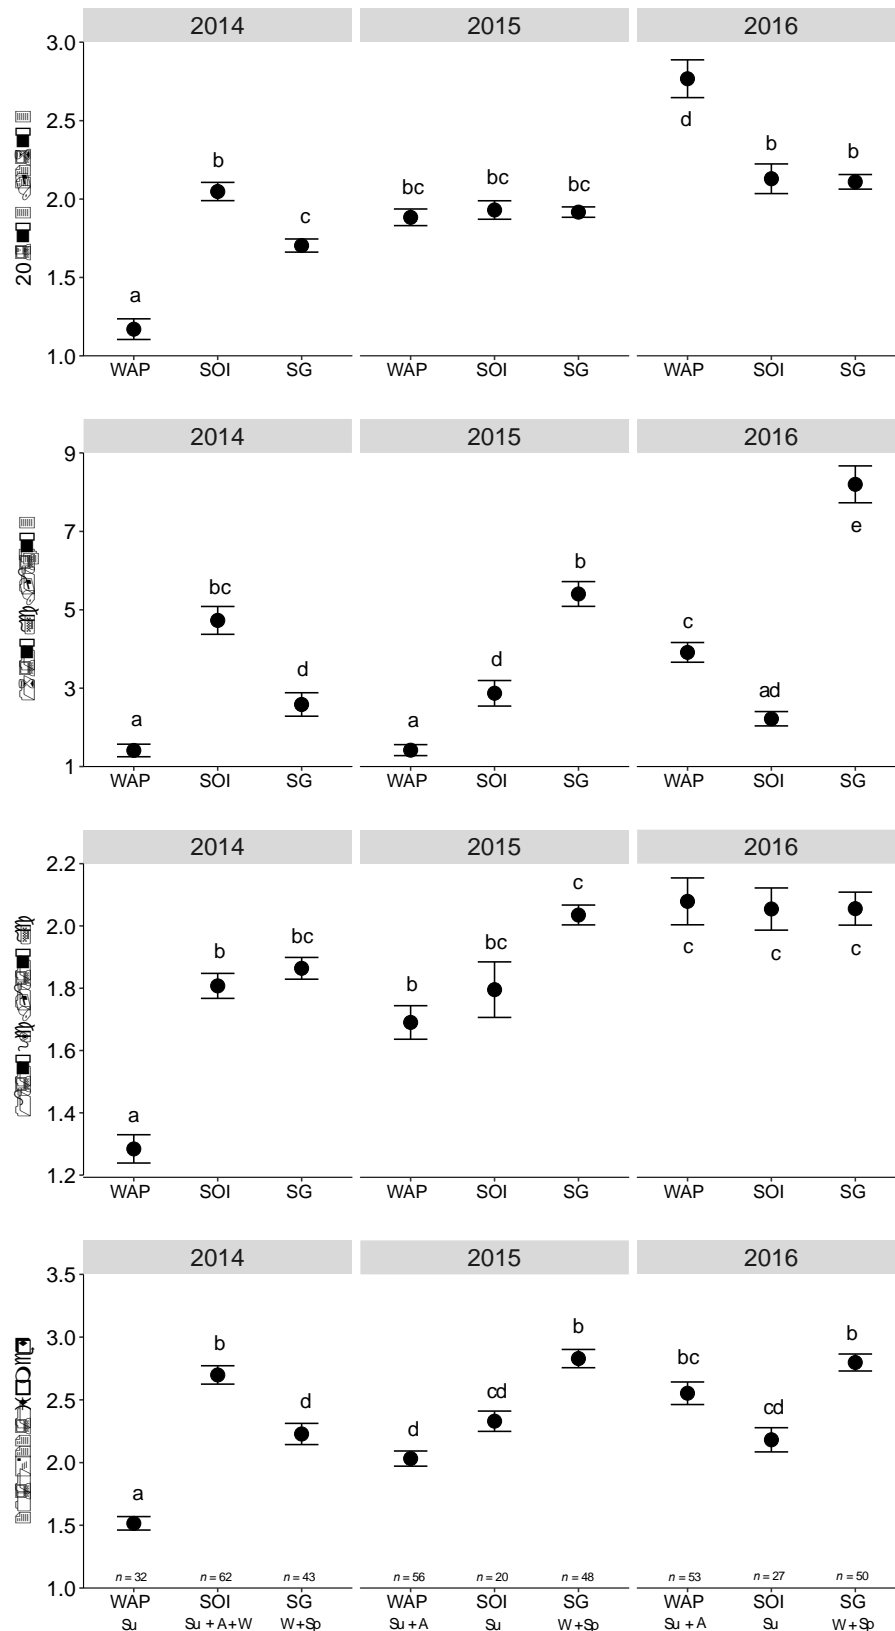 2014 2015 2016
3.0
2.5
2.0
1.5
1.0
a b c bc bc bc d b b
WAP SOI SG WAP SOI SG WAP SOI SG
2014 2015 2016
9
7
5
3
1
a bc d a d b c ad e
WAP SOI SG WAP SOI SG WAP SOI SG
2014 2015 2016
2.2
2.0
1.8
1.6
1.4
1.2
a b bc b bc c c c c
WAP SOI SG WAP SOI SG WAP SOI SG
2014 2015 2016
3.5
3.0
2.5
2.0
1.5
1.0
a b d d cd b bc cd b
n = 32 n = 62 n = 43 n = 56 n = 20 n = 48 n = 53 n = 27 n = 50
WAP SOI SG WAP SOI SG WAP SOI SG
Su Su + A + W W + Sp Su + A Su W + Sp Su + A Su W + Sp